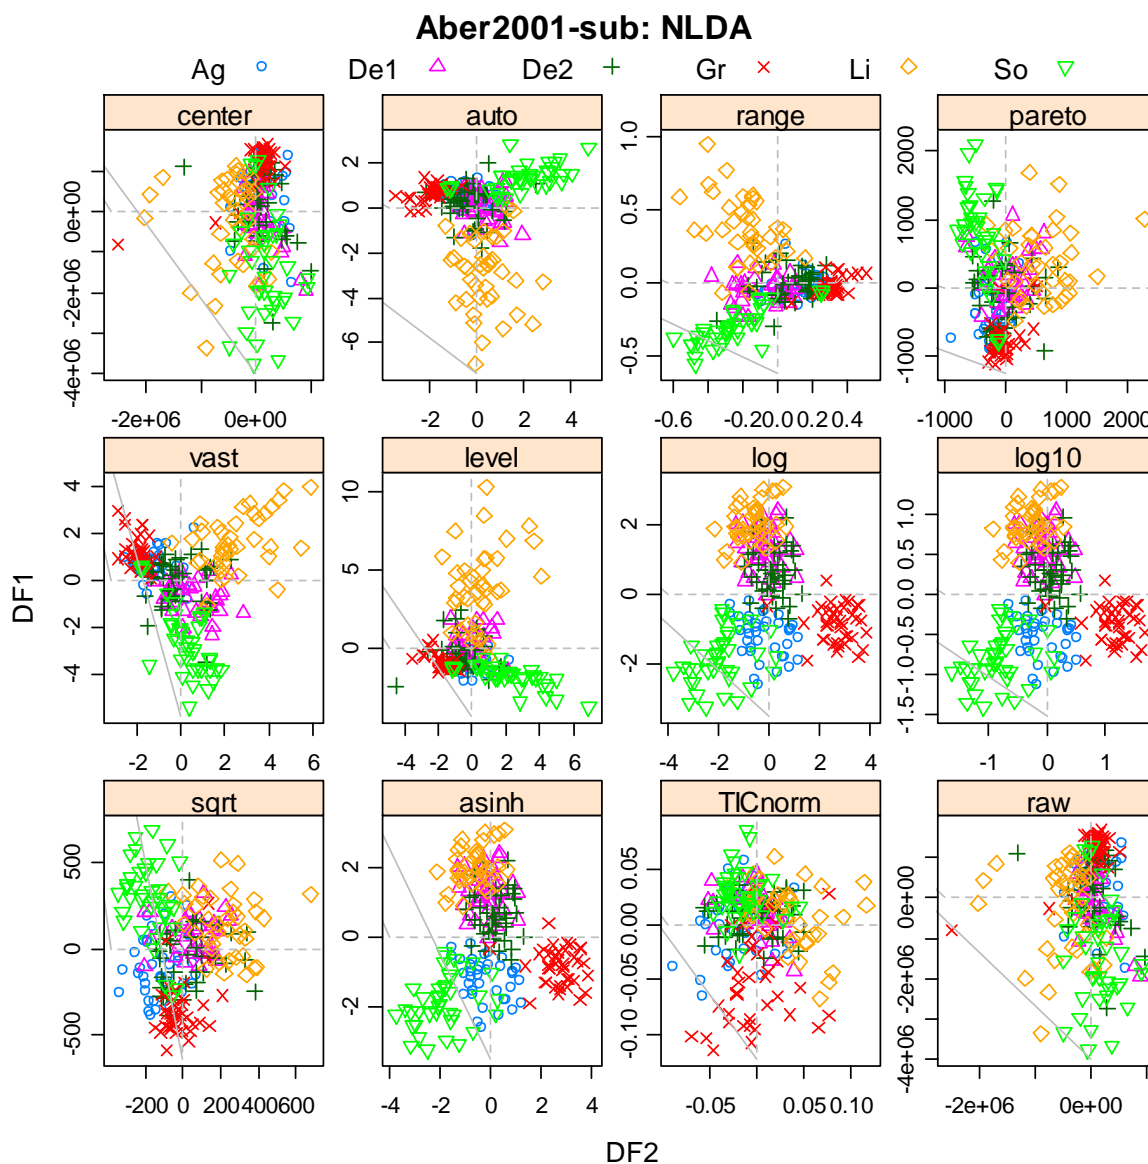 Aber2001-sub: NLDA
Ag De1 De2 Gr Li So
center auto range pareto
-4e+06 -2e+06 0e+00
-6 -4 -2 0 2
-0.5 0.0 0.5 1.0
-1000 0 1000 2000
-2e+06 0e+00
-2 0 2 4
-0.6 -0.20.0 0.2 0.4
-1000 0 1000 2000
vast level log log10
-4 -2 0 2 4
0 5 10
-2 0 2
-1.5 -1.0 -0.5 0.0 0.5 1.0
-2 0 2 4 6
-4 -2 0 2 4 6
-4 -2 0 2 4
-1 0 1
sqrt asinh TICnorm raw
-500 0 500
-2 0 2
-0.10 -0.05 0.00 0.05
-4e+06 -2e+06 0e+00
-200 0 200400600
-4 -2 0 2 4
-0.05 0.05 0.10
-2e+06 0e+00
DF1
DF2